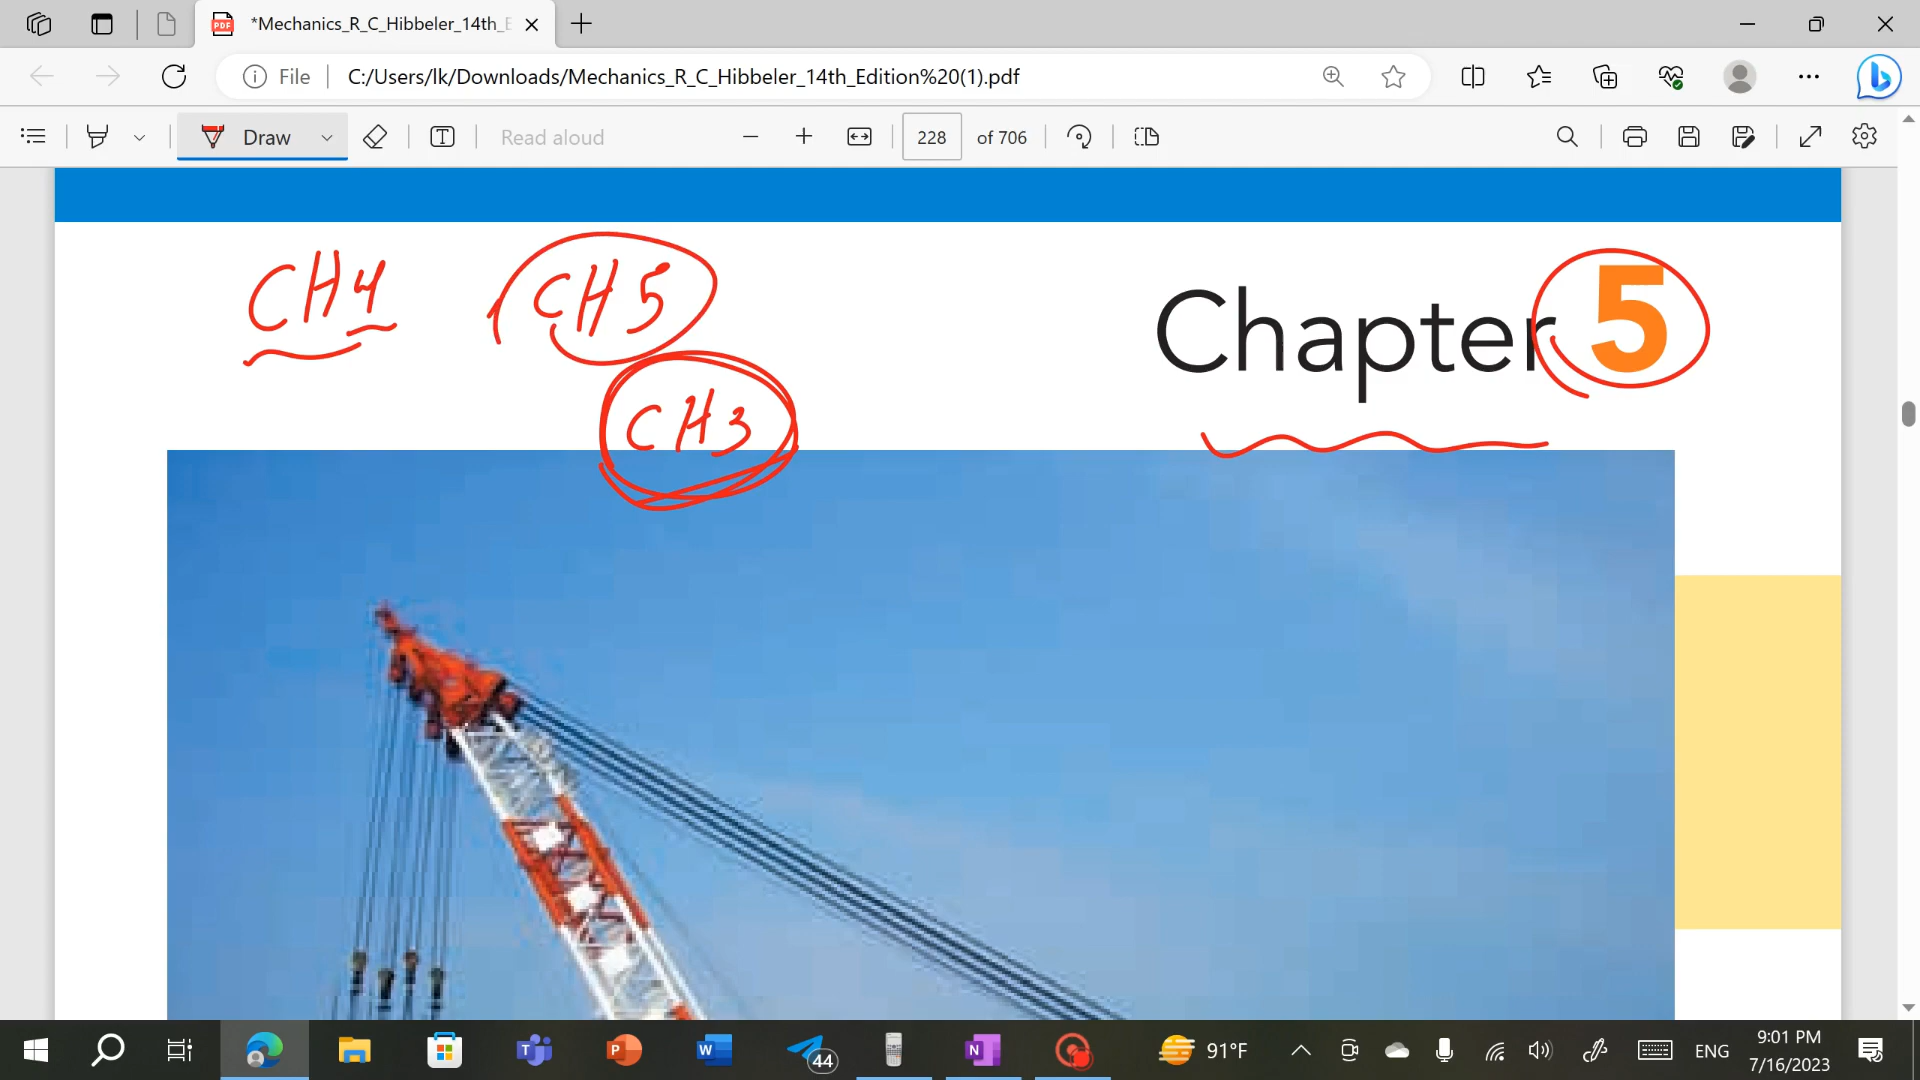 *Mechanics_R_C_Hibbeler_14th_E
File
C:/Users/lk/Downloads/Mechanics_R_C_Hibbeler_14th_Edition%20(1).pdf
Draw
Read aloud
228 of 706
CH4 CH5
Chapter 5
CH3
44
91°F
ENG
9:01 PM
7/16/2023